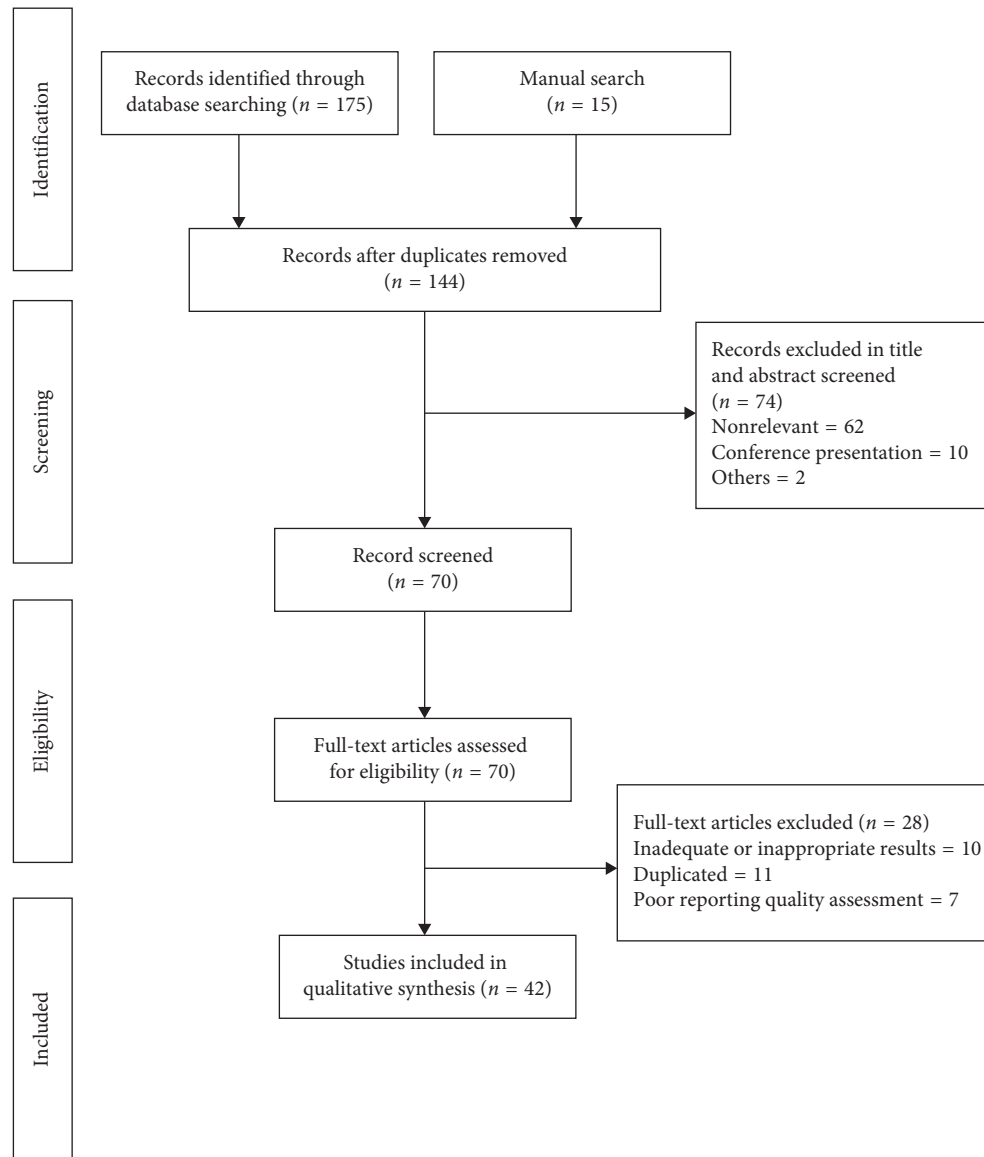 Identification
Records identified through
database searching (n = 175)
Manual search
(n = 15)
Records after duplicates removed
(n = 144)
Screening
Records excluded in title
and abstract screened
(n = 74)
Nonrelevant = 62
Conference presentation = 10
Others = 2
Record screened
(n = 70)
Eligibility
Full-text articles assessed
for eligibility (n = 70)
Full-text articles excluded (n = 28)
Inadequate or inappropriate results = 10
Duplicated = 11
Poor reporting quality assessment = 7
Included
Studies included in
qualitative synthesis (n = 42)